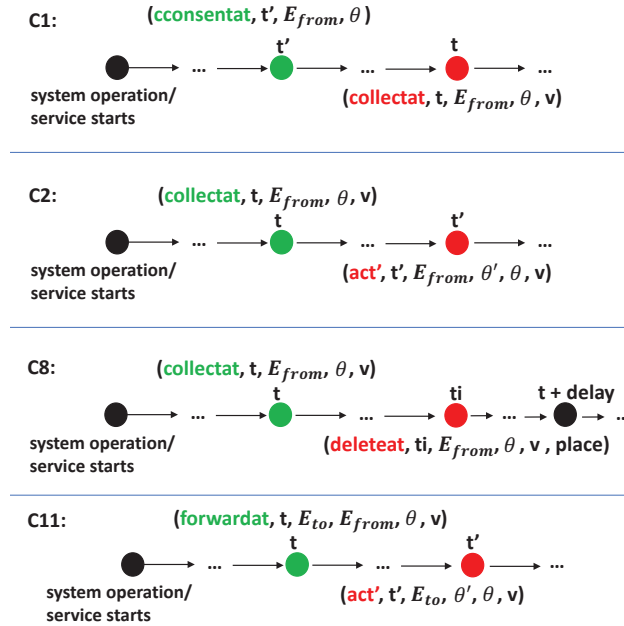 C1:
(cconsentat, t', E_from, θ)
t' t
... ... ...
system operation/
service starts
(collectat, t, E_from, θ, v)
C2:
(collectat, t, E_from, θ, v)
t t'
... ... ...
system operation/
service starts
(act', t', E_from, θ', θ, v)
C8:
(collectat, t, E_from, θ, v)
t ti t + delay
... ... ... ..
system operation/
service starts
(deleteat, ti, E_from, θ, v , place)
C11:
(forwardat, t, E_to, E_from, θ, v)
t t'
... ... ...
system operation/
service starts
(act', t', E_to, θ', θ, v)